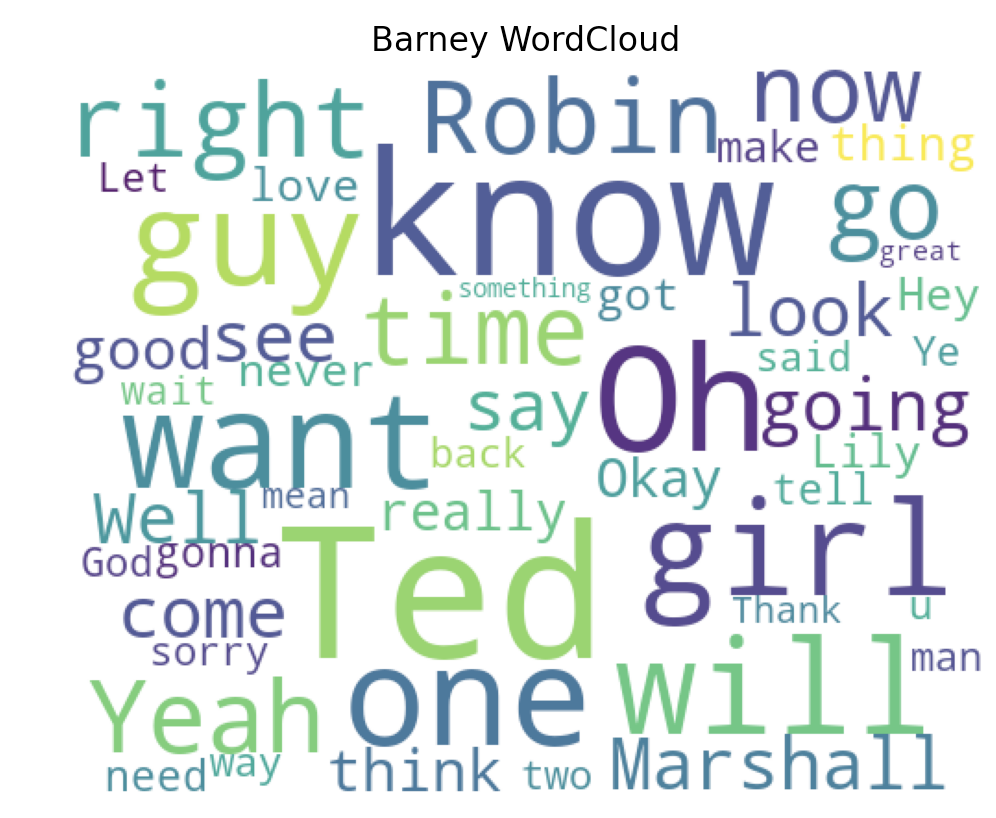 Barney WordCloud
right Robin now
make thing
Let love know go
guy great
something got look Hey
good see time said Ye
never
wait want say Oh going
back Lily
Well mean really Okay tell
God gonna Ted girl
come Thank u
sorry man
Yeah one will
need way think two Marshall